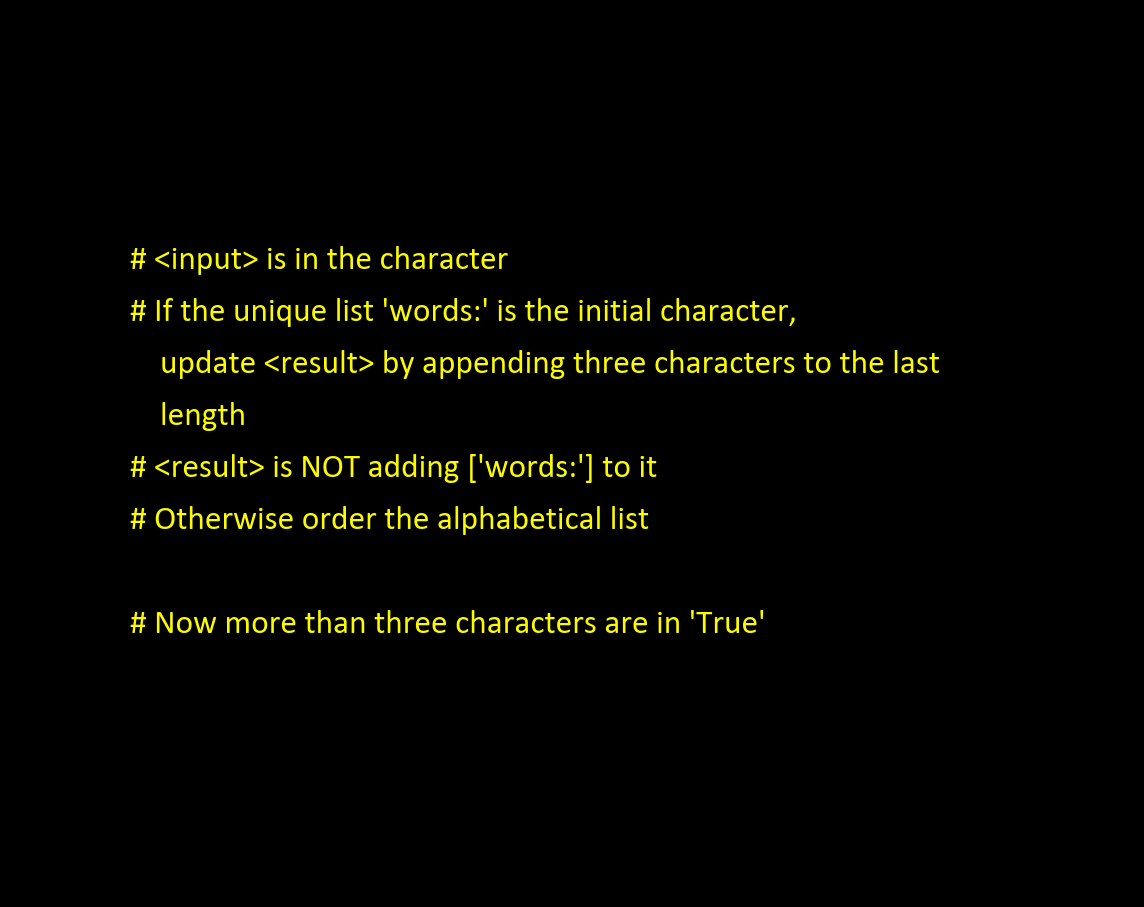 # <input> is in the character
# If the unique list 'words:' is the initial character,
update <result> by appending three characters to the last
length
# <result> is NOT adding ['words:'] to it
# Otherwise order the alphabetical list
# Now more than three characters are in 'True'